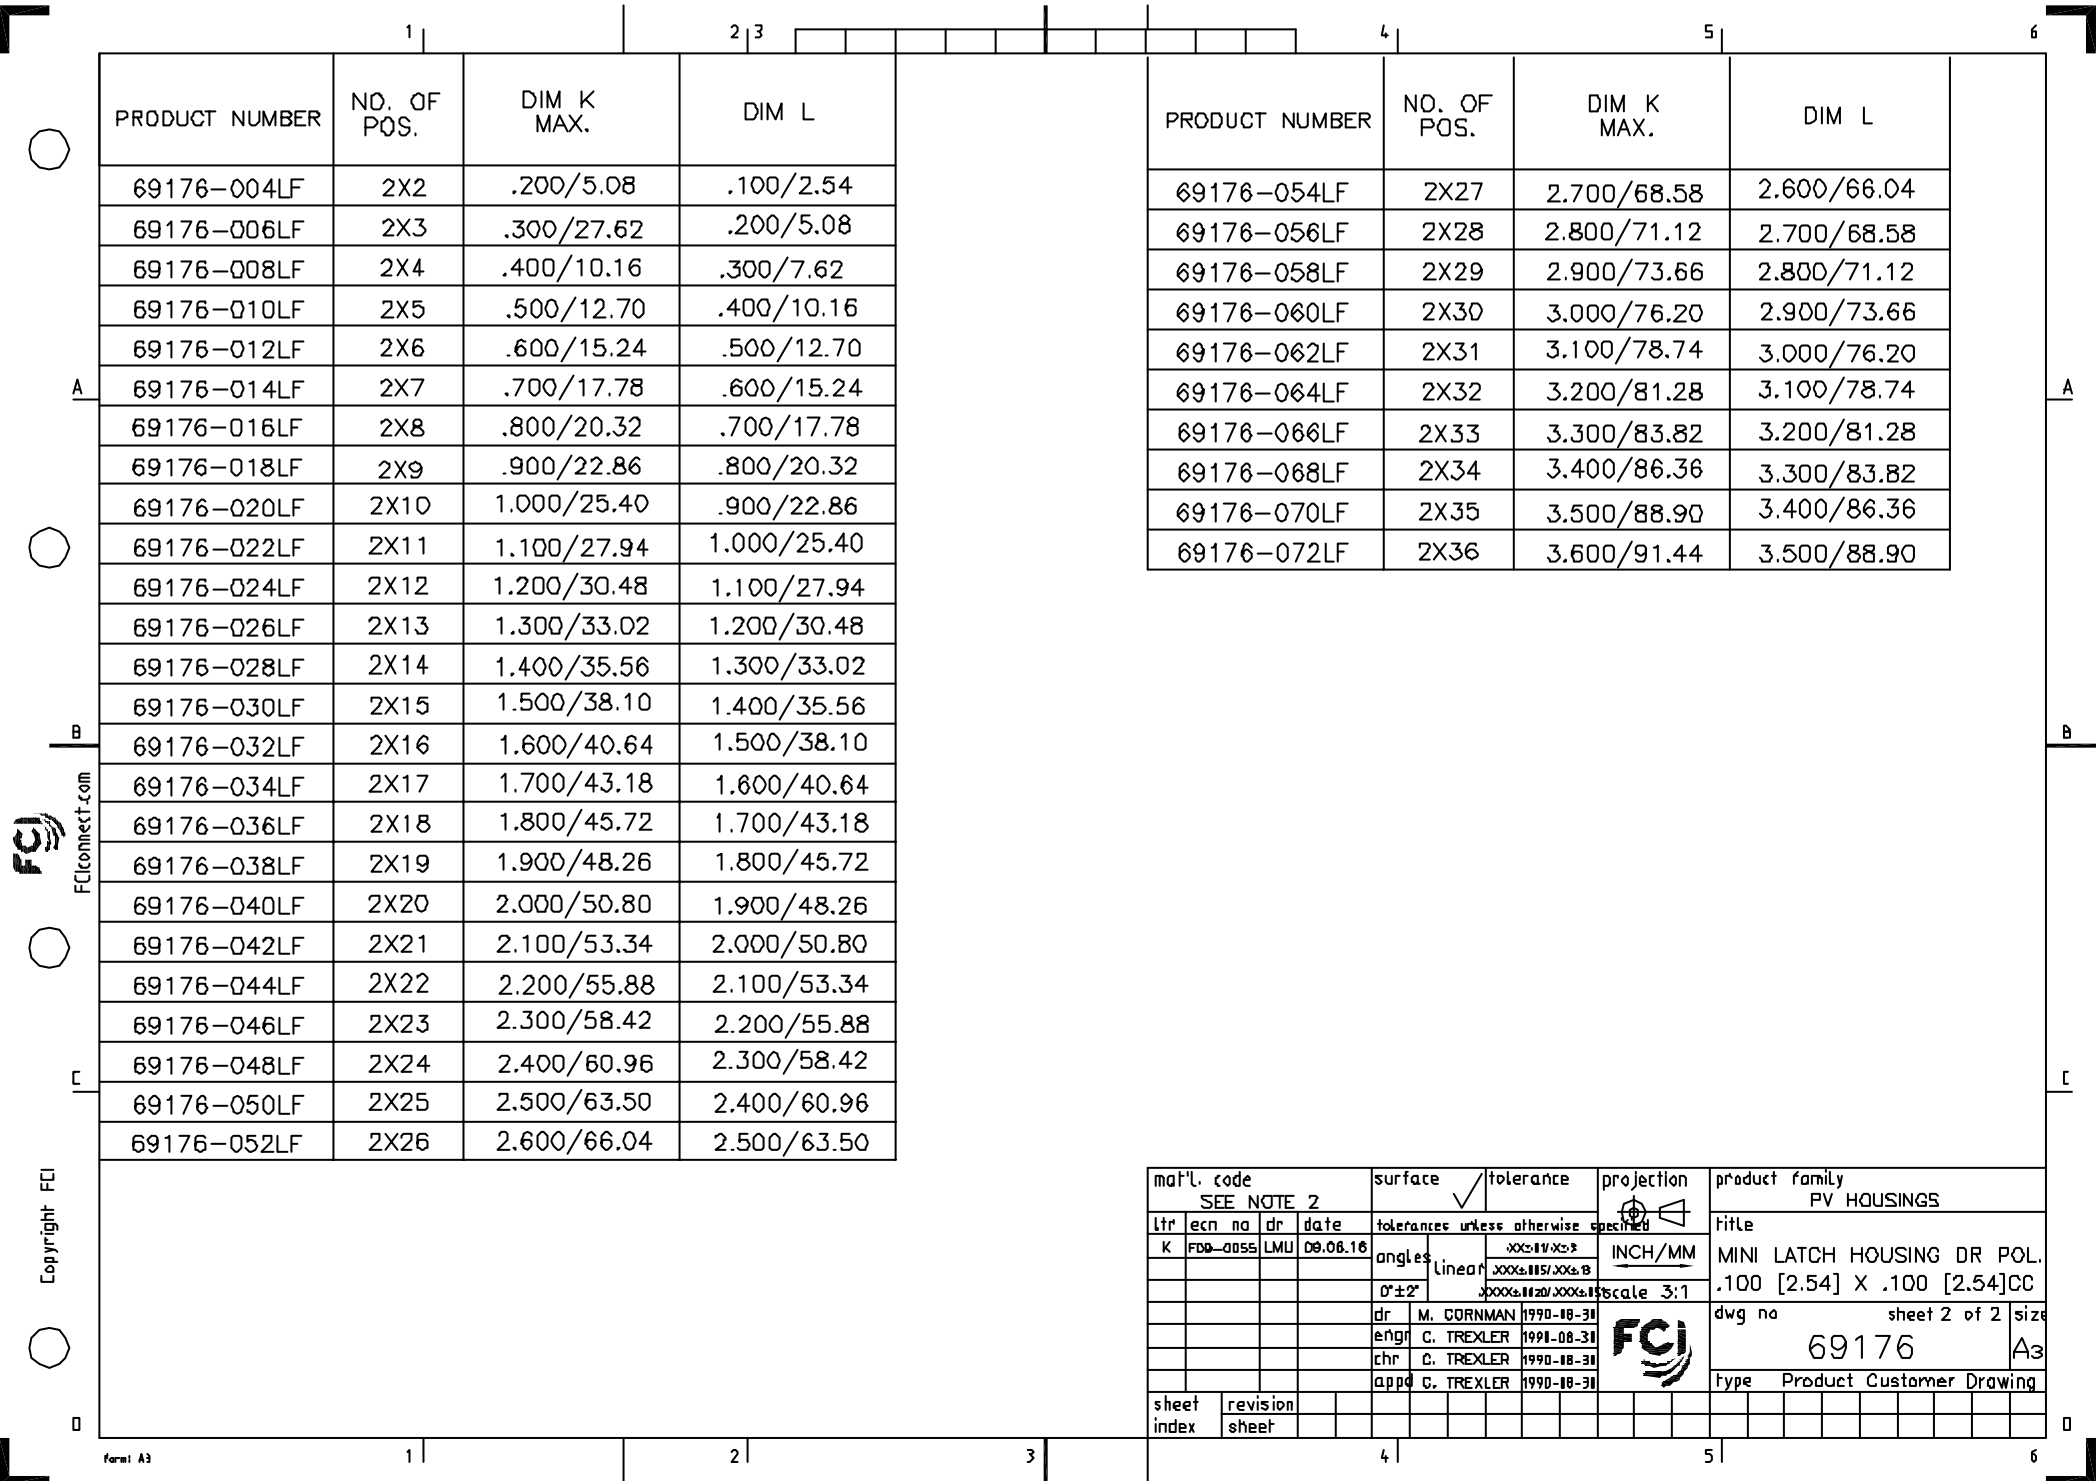 1 2 3 4 5 6
PRODUCT NUMBER NO. OF POS. DIM K MAX. DIM L
69176-004LF 2X2 .200/5.08 .100/2.54
69176-006LF 2X3 .300/27.62 .200/5.08
69176-008LF 2X4 .400/10.16 .300/7.62
69176-010LF 2X5 .500/12.70 .400/10.16
69176-012LF 2X6 .600/15.24 .500/12.70
69176-014LF 2X7 .700/17.78 .600/15.24
69176-016LF 2X8 .800/20.32 .700/17.78
69176-018LF 2X9 .900/22.86 .800/20.32
69176-020LF 2X10 1.000/25.40 .900/22.86
69176-022LF 2X11 1.100/27.94 1.000/25.40
69176-024LF 2X12 1.200/30.48 1.100/27.94
69176-026LF 2X13 1.300/33.02 1.200/30.48
69176-028LF 2X14 1.400/35.56 1.300/33.02
69176-030LF 2X15 1.500/38.10 1.400/35.56
69176-032LF 2X16 1.600/40.64 1.500/38.10
69176-034LF 2X17 1.700/43.18 1.600/40.64
69176-036LF 2X18 1.800/45.72 1.700/43.18
69176-038LF 2X19 1.900/48.26 1.800/45.72
69176-040LF 2X20 2.000/50.80 1.900/48.26
69176-042LF 2X21 2.100/53.34 2.000/50.80
69176-044LF 2X22 2.200/55.88 2.100/53.34
69176-046LF 2X23 2.300/58.42 2.200/55.88
69176-048LF 2X24 2.400/60.96 2.300/58.42
69176-050LF 2X25 2.500/63.50 2.400/60.96
69176-052LF 2X26 2.600/66.04 2.500/63.50
PRODUCT NUMBER NO. OF POS. DIM K MAX. DIM L
69176-054LF 2X27 2.700/68.58 2.600/66.04
69176-056LF 2X28 2.800/71.12 2.700/68.58
69176-058LF 2X29 2.900/73.66 2.800/71.12
69176-060LF 2X30 3.000/76.20 2.900/73.66
69176-062LF 2X31 3.100/78.74 3.000/76.20
69176-064LF 2X32 3.200/81.28 3.100/78.74
69176-066LF 2X33 3.300/83.82 3.200/81.28
69176-068LF 2X34 3.400/86.36 3.300/83.82
69176-070LF 2X35 3.500/88.90 3.400/86.36
69176-072LF 2X36 3.600/91.44 3.500/88.90
A A
B B
C C
D D
FCI
FCIconnect.com
Copyright FCI
mat'l. code
SEE NOTE 2
surface tolerance projection
product family
PV HOUSINGS
ltr ecn no dr date
K LMU 09.06.16
tolerances unless otherwise specified
angles linear
0°±2°
INCH/MM
scale 3:1
title
MINI LATCH HOUSING DR POL.
.100 [2.54] X .100 [2.54]CC
dr M. CORNMAN 1990-08-31
engr C. TREXLER 1990-08-31
chr C. TREXLER 1990-08-31
appd C. TREXLER 1990-08-31
FCI
dwg no sheet 2 of 2 size
69176 A3
type Product Customer Drawing
sheet index revision sheet
form: A3
1 2 3 4 5 6